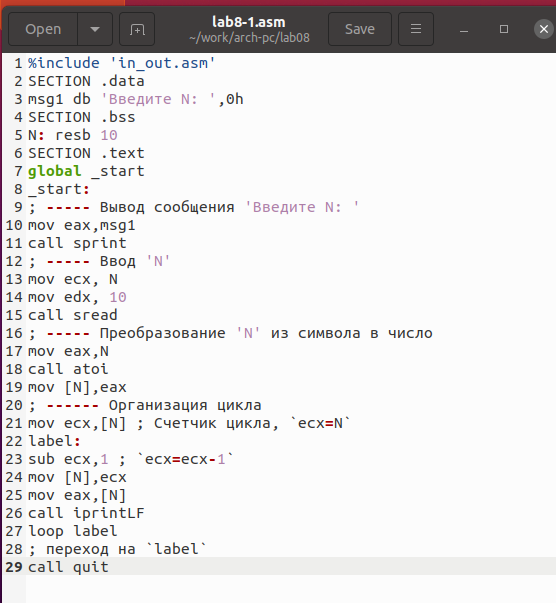 Open
lab8-1.asm
~/work/arch-pc/lab08
Save
1 %include 'in_out.asm'
2 SECTION .data
3 msg1 db 'Введите N: ',0h
4 SECTION .bss
5 N: resb 10
6 SECTION .text
7 global _start
8 _start:
9 ; ----- Вывод сообщения 'Введите N: '
10 mov eax,msg1
11 call sprint
12 ; ----- Ввод 'N'
13 mov ecx, N
14 mov edx, 10
15 call sread
16 ; ----- Преобразование 'N' из символа в число
17 mov eax,N
18 call atoi
19 mov [N],eax
20 ; ------ Организация цикла
21 mov ecx,[N] ; Счетчик цикла, `ecx=N`
22 label:
23 sub ecx,1 ; `ecx=ecx-1`
24 mov [N],ecx
25 mov eax,[N]
26 call iprintLF
27 loop label
28 ; переход на `label`
29 call quit